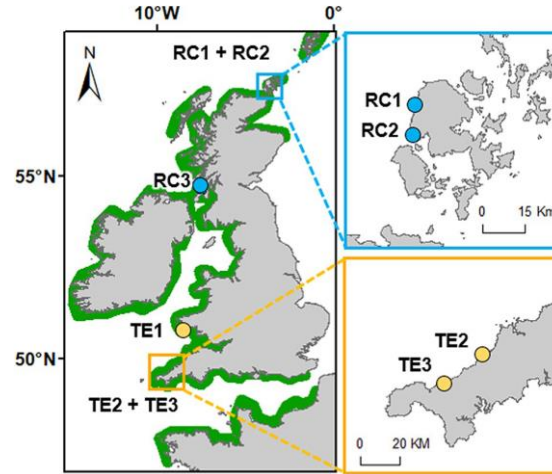 10°W 0°
N
RC1 + RC2
RC1
RC2
0 15 Km
55°N
RC3
TE1
50°N
TE2 + TE3
TE2
TE3
0 20 KM